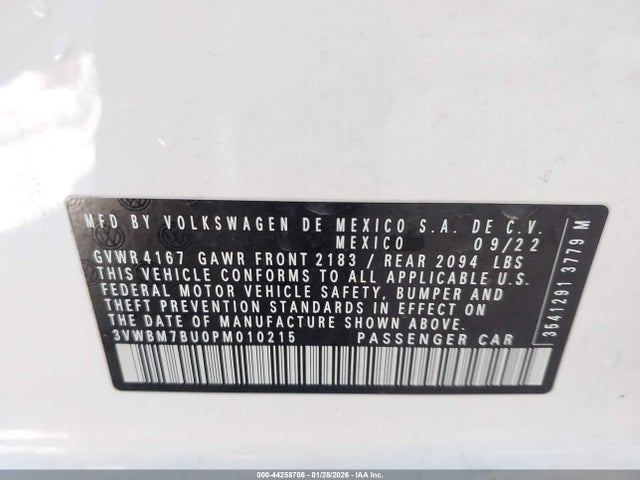 MFD BY VOLKSWAGEN DE MEXICO S.A. DE C.V.
MEXICO 09/22
GVWR 4167 GAWR FRONT 2183 / REAR 2094 LBS
THIS VEHICLE CONFORMS TO ALL APPLICABLE U.S.
FEDERAL MOTOR VEHICLE SAFETY, BUMPER AND
THEFT PREVENTION STANDARDS IN EFFECT ON
THE DATE OF MANUFACTURE SHOWN ABOVE.
3VWBM7BU0PM010215 PASSENGER CAR
3541291 3779 M
000-44258706 | 01/28/2026 | IAA Inc.